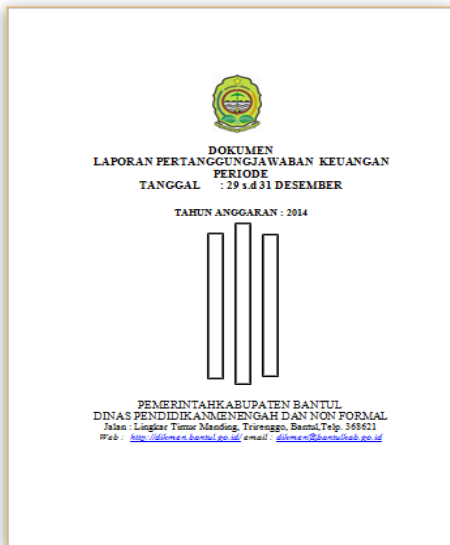 DOKUMEN
LAPORAN PERTANGGUNGJAWABAN KEUANGAN
PERIODE
TANGGAL : 29 s.d 31 DESEMBER
TAHUN ANGGARAN : 2014
PEMERINTAHKABUPATEN BANTUL
DINAS PENDIDIKANMENENGAH DAN NON FORMAL
Jalan : Lingkar Timur Manding, Trirenggo, Bantul,Telp. 368621
Web : http://dikmen.bantul.go.id/ email : dikmen@bantulkab.go.id